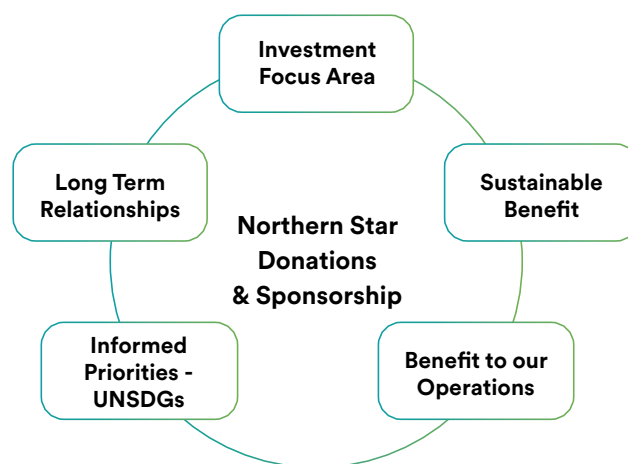 Investment
Focus Area
Long Term
Relationships
Sustainable
Benefit
Northern Star
Donations
& Sponsorship
Informed
Priorities -
UNSDGs
Benefit to our
Operations